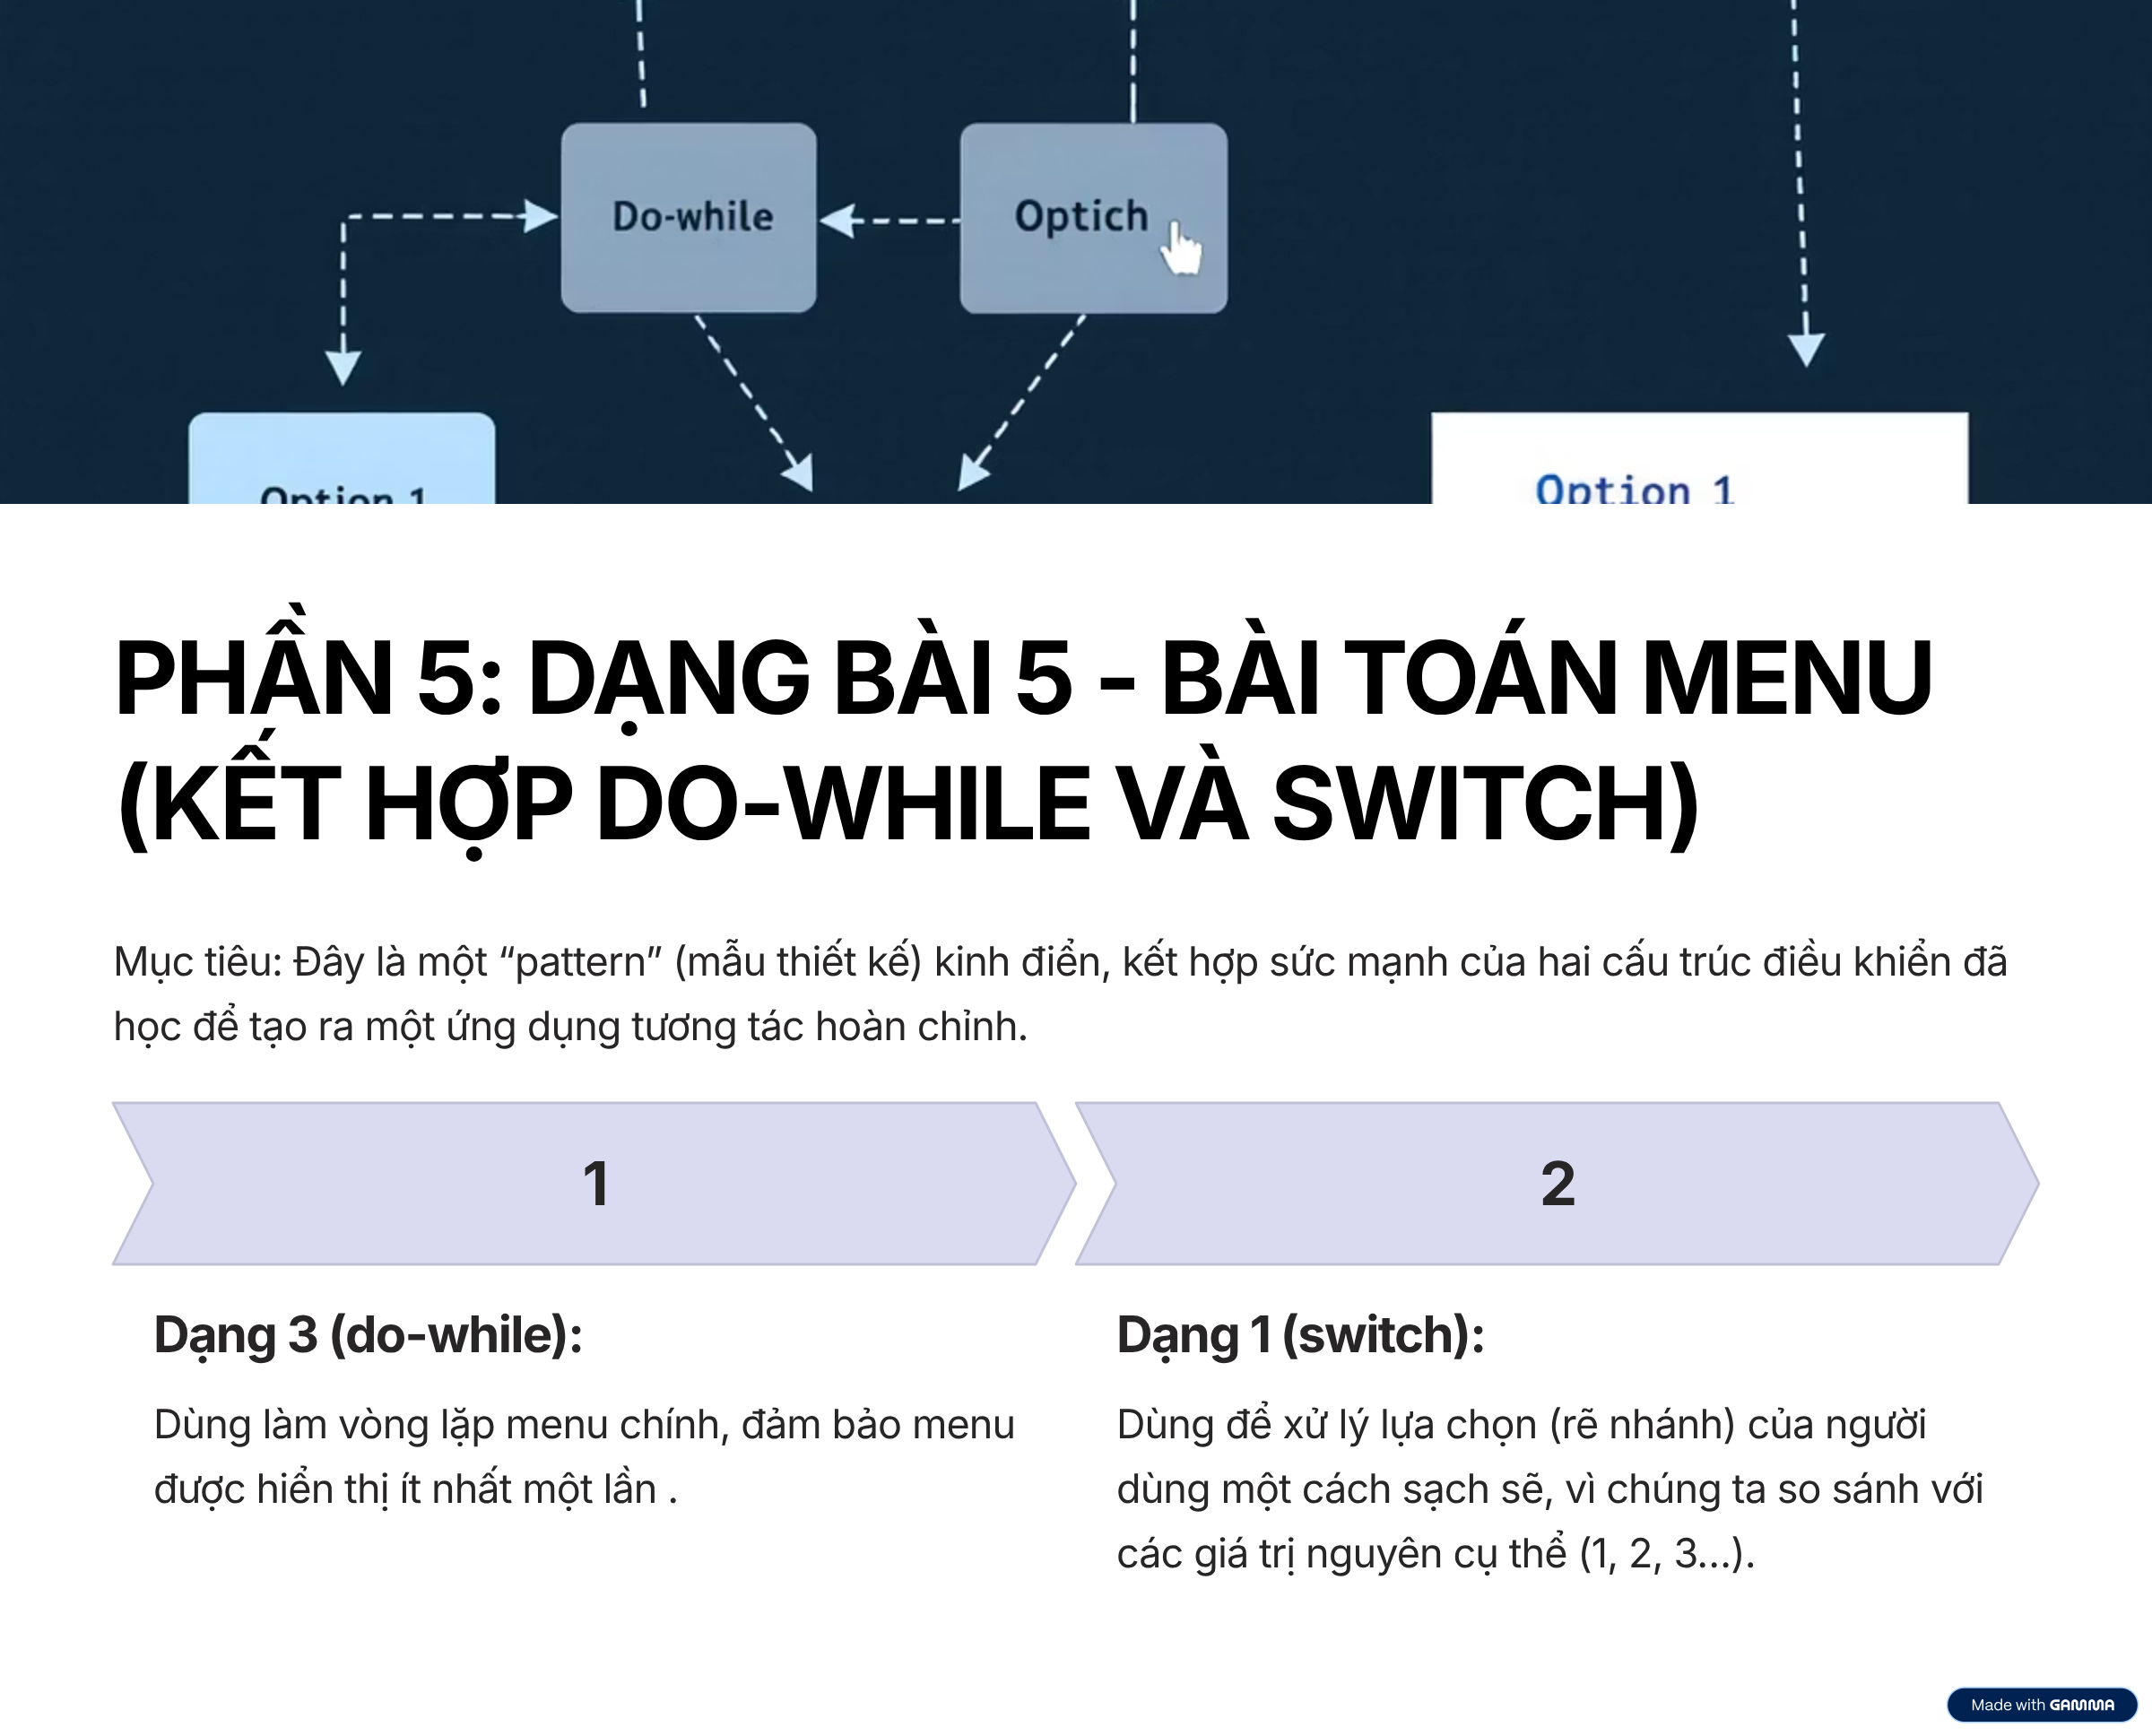 Do-while
Optich
Option 1
Option 1
PHẦN 5: DẠNG BÀI 5 - BÀI TOÁN MENU
(KẾT HỢP DO-WHILE VÀ SWITCH)
Mục tiêu: Đây là một “pattern” (mẫu thiết kế) kinh điển, kết hợp sức mạnh của hai cấu trúc điều khiển đã
học để tạo ra một ứng dụng tương tác hoàn chỉnh.
1
2
Dạng 3 (do-while):
Dùng làm vòng lặp menu chính, đảm bảo menu
được hiển thị ít nhất một lần .
Dạng 1 (switch):
Dùng để xử lý lựa chọn (rẽ nhánh) của người
dùng một cách sạch sẽ, vì chúng ta so sánh với
các giá trị nguyên cụ thể (1, 2, 3...).
Made with GAMMA